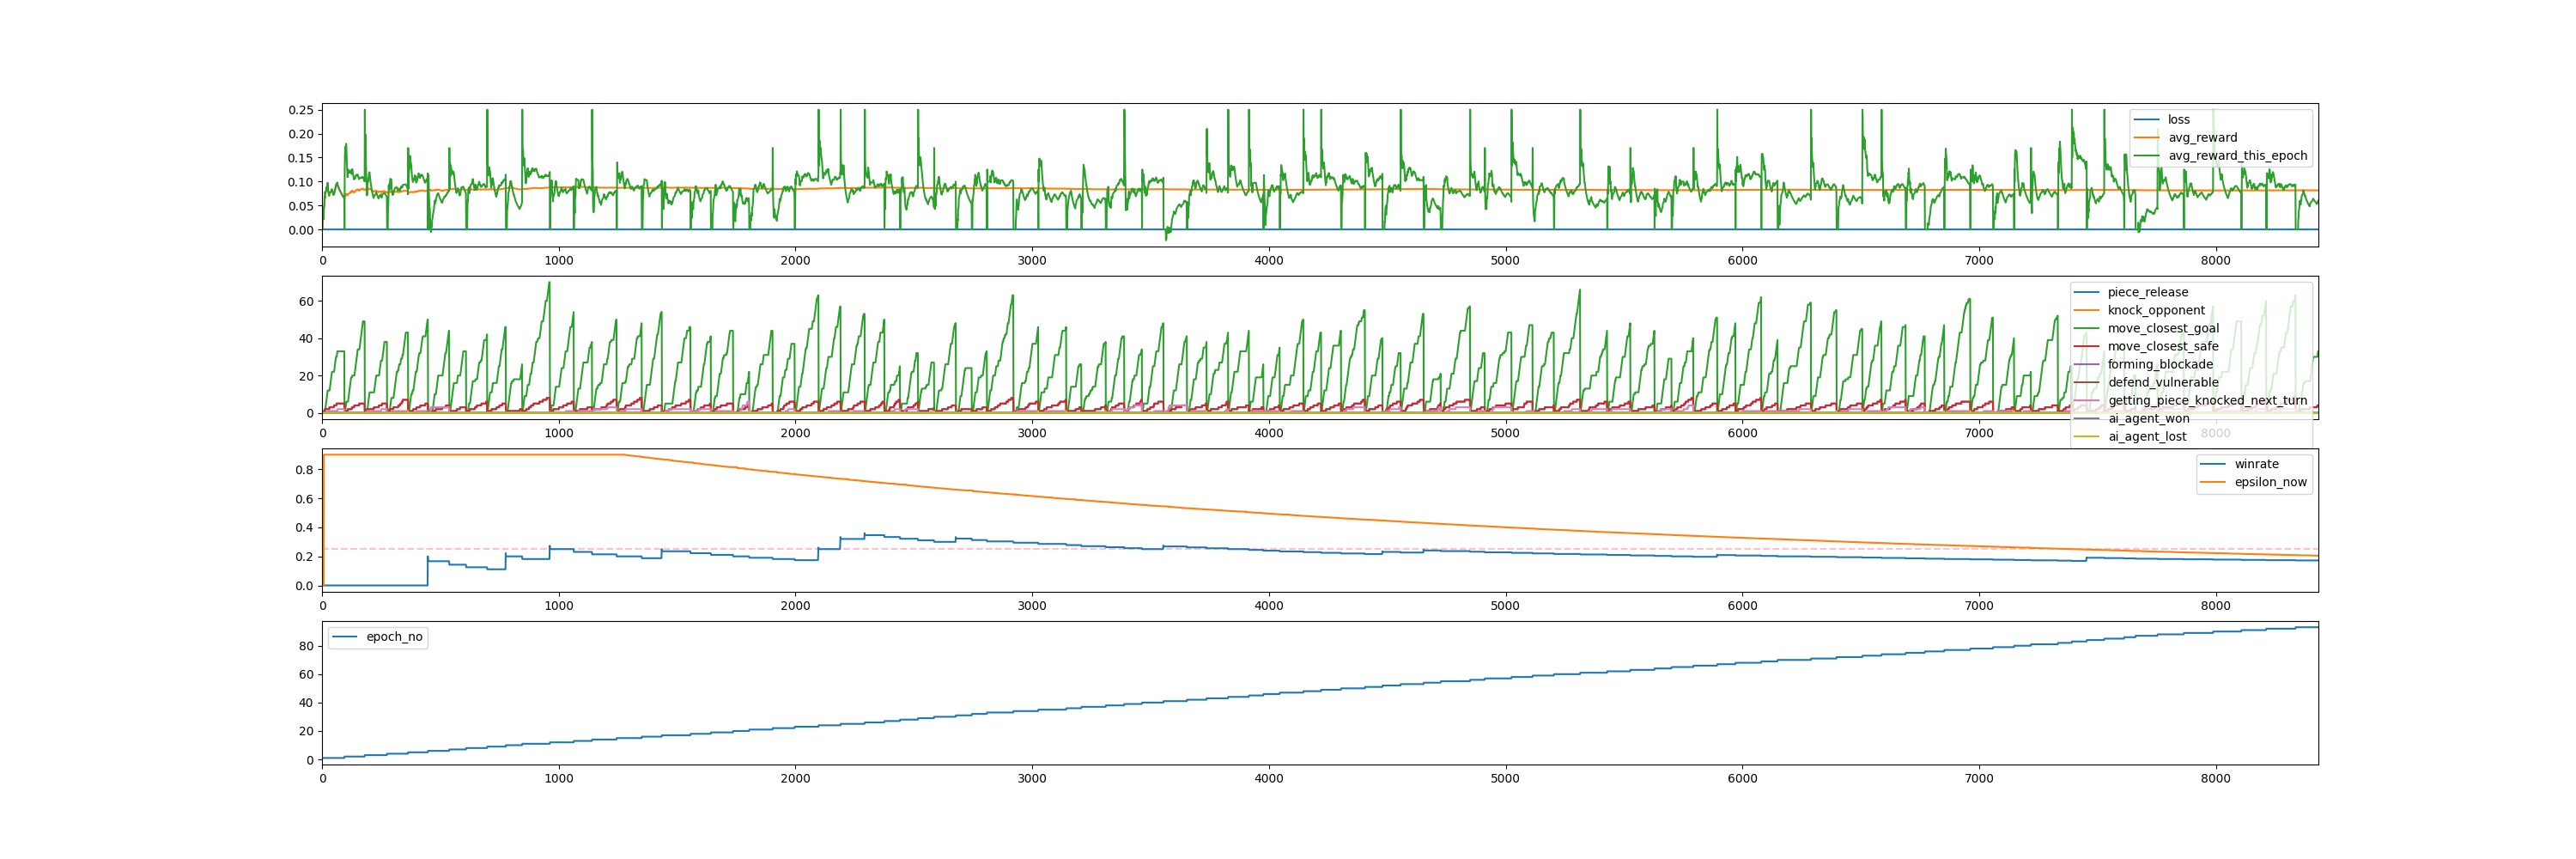 0.25
0.20
0.15
0.10
0.05
0.00
loss
avg_reward
avg_reward_this_epoch
0 1000 2000 3000 4000 5000 6000 7000 8000
60
40
20
0
piece_release
knock_opponent
move_closest_goal
move_closest_safe
forming_blockade
defend_vulnerable
getting_piece_knocked_next_turn
ai_agent_won
ai_agent_lost
0 1000 2000 3000 4000 5000 6000 7000 8000
0.8
0.6
0.4
0.2
0.0
winrate
epsilon_now
0 1000 2000 3000 4000 5000 6000 7000 8000
epoch_no
80
60
40
20
0
0 1000 2000 3000 4000 5000 6000 7000 8000